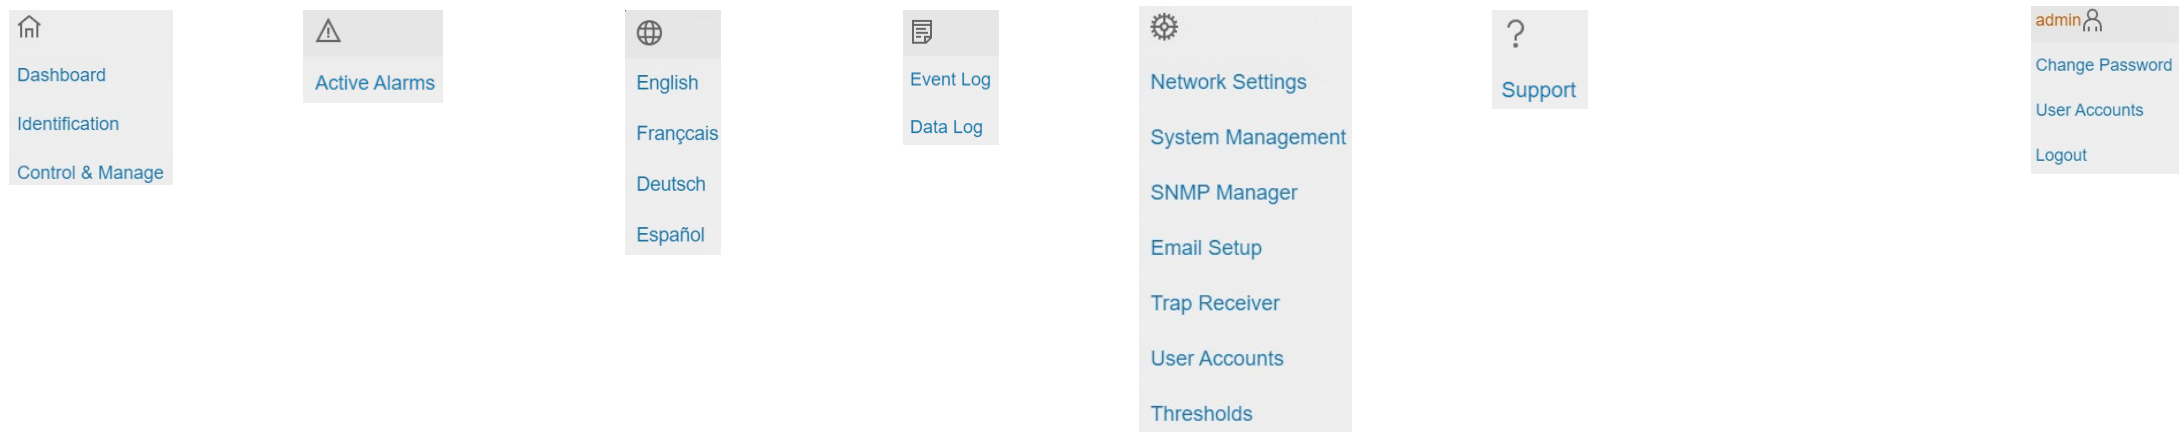 Dashboard
Identification
Control & Manage
Active Alarms
English
Françcais
Deutsch
Español
Event Log
Data Log
Network Settings
System Management
SNMP Manager
Email Setup
Trap Receiver
User Accounts
Thresholds
?
Support
admin
Change Password
User Accounts
Logout